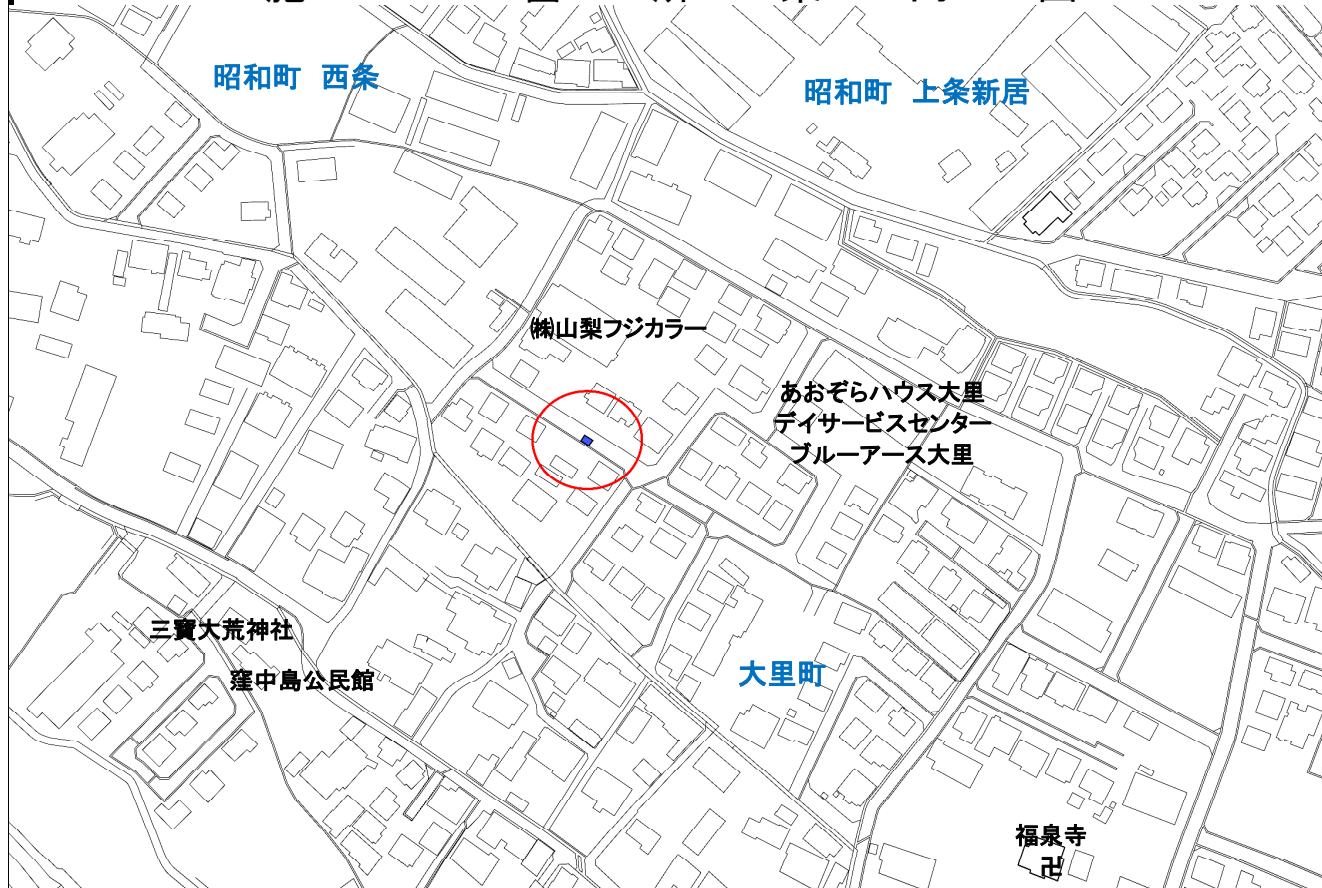 昭和町 西条
昭和町 上条新居
㈱山梨フジカラー
あおぞらハウス大里
デイサービスセンター
ブルーアース大里
三寶大荒神社
窪中島公民館
大里町
福泉寺
卍